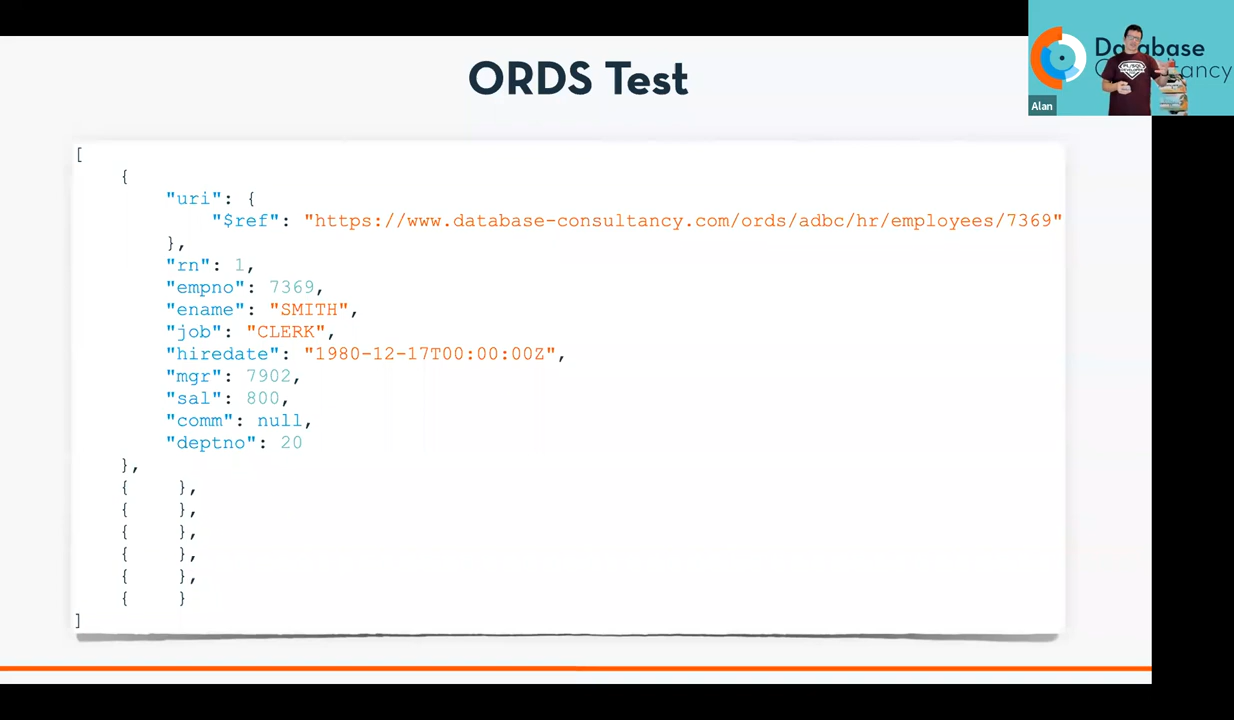 ORDS Test
Database
Consultancy
Alan
[
{
"uri": {
"$ref": "https://www.database-consultancy.com/ords/adbc/hr/employees/7369"
},
"rn": 1,
"empno": 7369,
"ename": "SMITH",
"job": "CLERK",
"hiredate": "1980-12-17T00:00:00Z",
"mgr": 7902,
"sal": 800,
"comm": null,
"deptno": 20
},
{ },
{ },
{ },
{ },
{ },
{ }
]